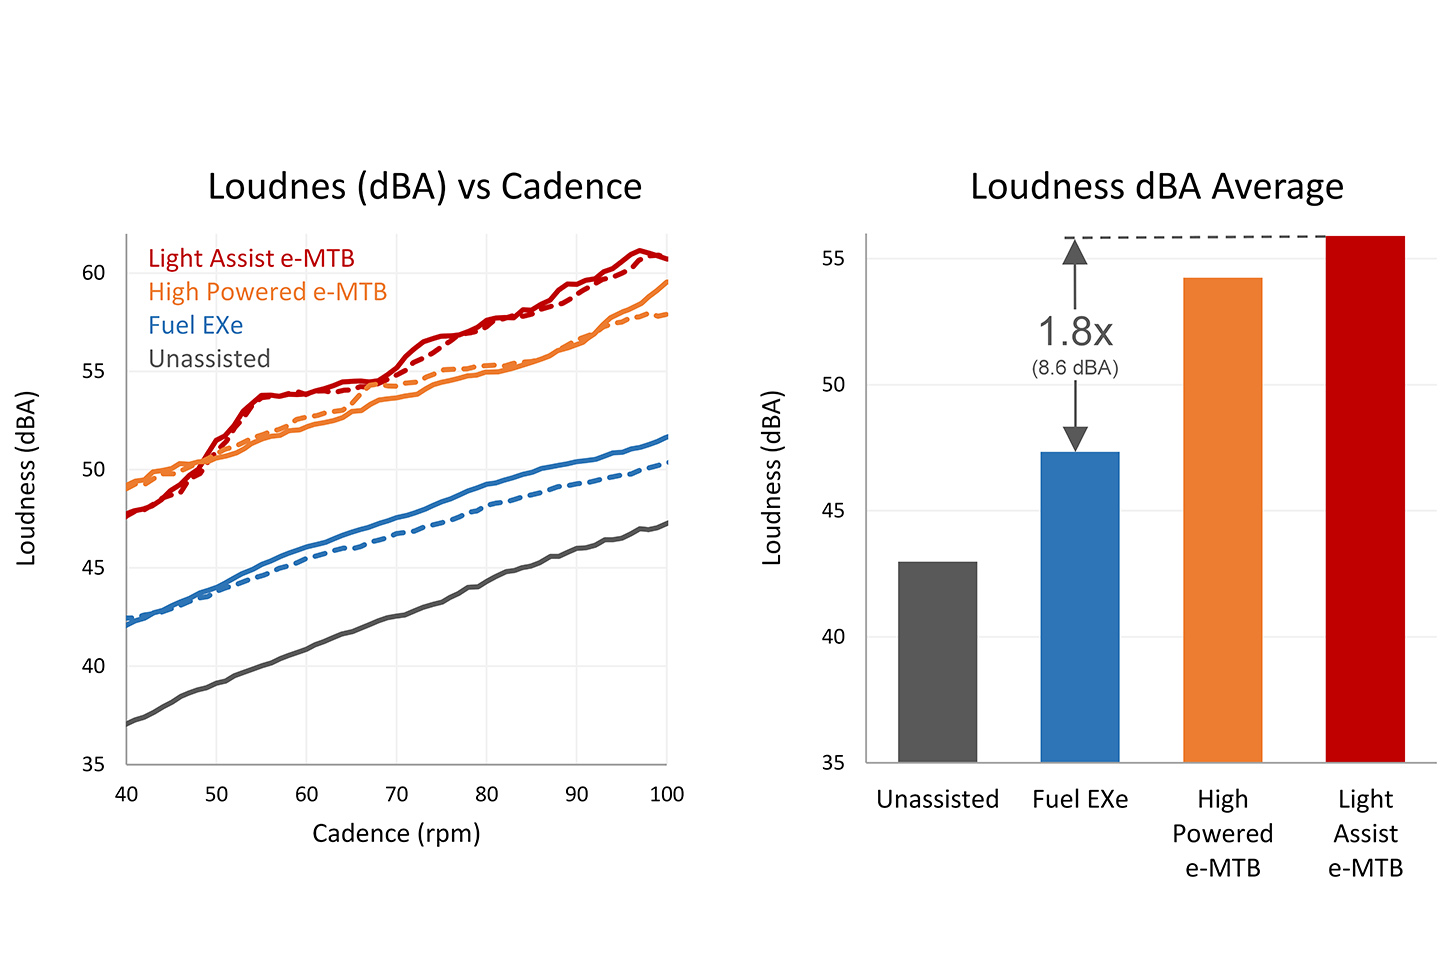 Loudnes (dBA) vs Cadence
Light Assist e-MTB
High Powered e-MTB
Fuel EXe
Unassisted
Loudness (dBA)
60
55
50
45
40
35
40 50 60 70 80 90 100
Cadence (rpm)
Loudness dBA Average
Loudness (dBA)
55
50
45
40
35
1.8x
(8.6 dBA)
Unassisted
Fuel EXe
High
Powered
e-MTB
Light
Assist
e-MTB